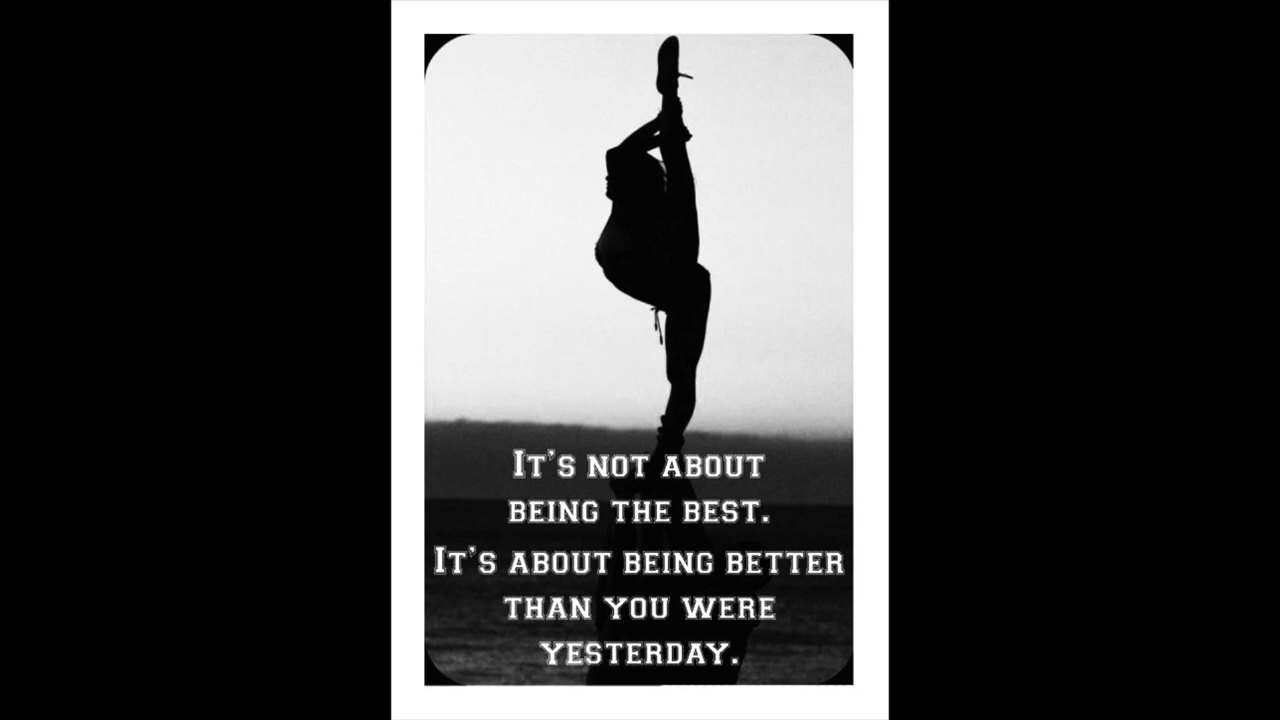 It's not about
being the best.
It's about being better
than you were
yesterday.